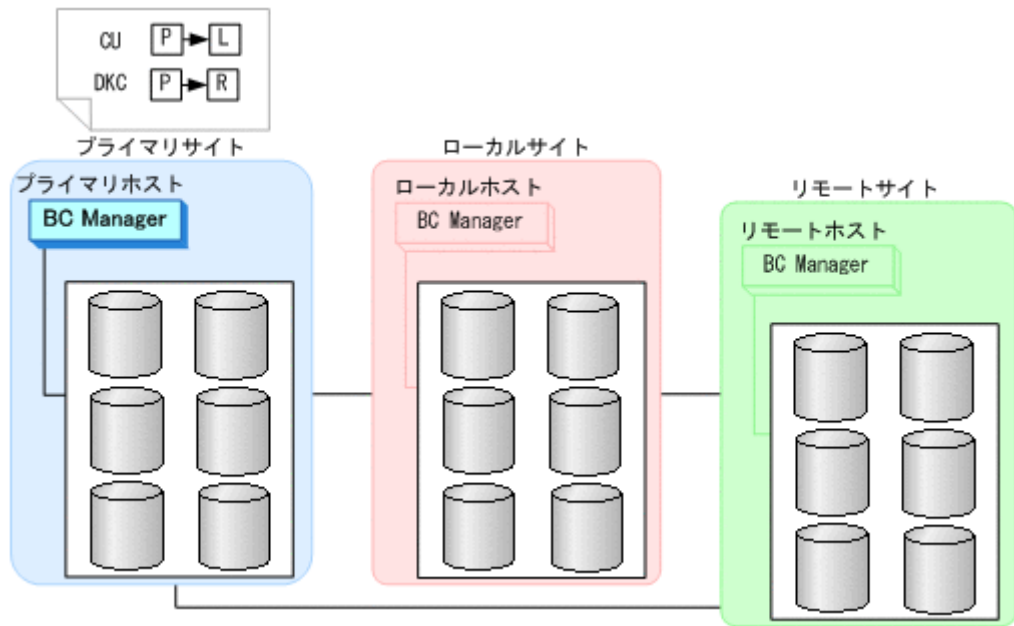 CU P L
DKC P R
プライマリサイト
ローカルサイト
リモートサイト
プライマリホスト
BC Manager
ローカルホスト
BC Manager
リモートホスト
BC Manager